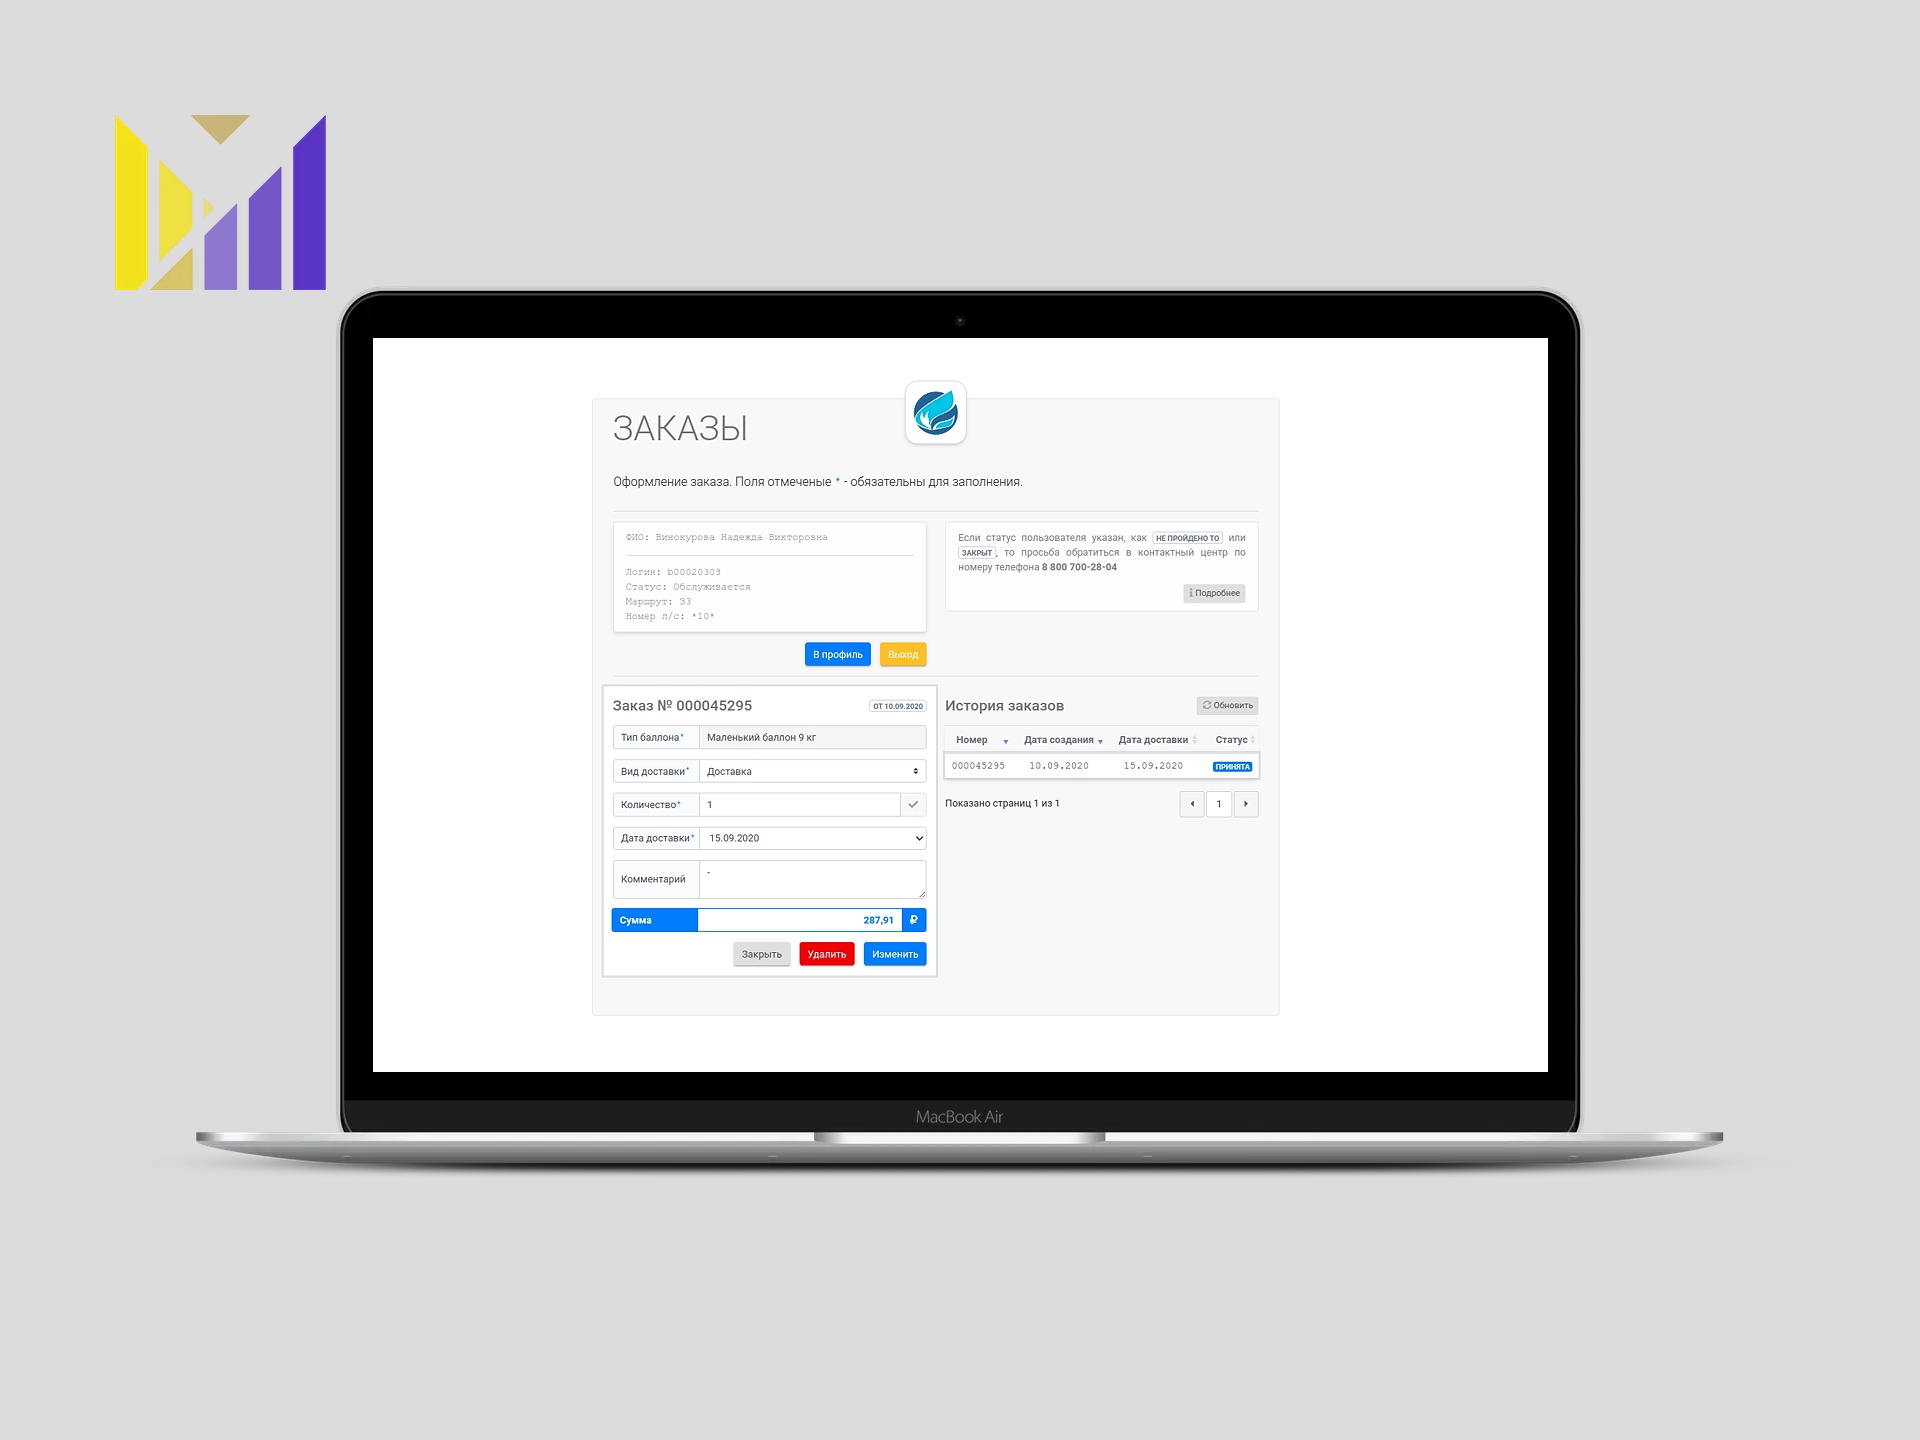 ЗАКАЗЫ
Оформление заказа. Поля отмеченые * - обязательны для заполнения.
ФИО: Винокурова Надежда Викторовна
Логин: b00020303
Статус: Обслуживается
Маршрут: 33
Номер л/с: *10*
Если статус пользователя указан, как НЕ ПРОЙДЕНО ТО или
ЗАКРЫТ, то просьба обратиться в контактный центр по
номеру телефона 8 800 700-28-04
Подробнее
В профиль Выход
Заказ № 000045295 ОТ 10.09.2020
Тип баллона* Маленький баллон 9 кг
Вид доставки* Доставка
Количество* 1
Дата доставки* 15.09.2020
Комментарий -
Сумма 287,91 ₽
Закрыть Удалить Изменить
История заказов Обновить
Номер Дата создания Дата доставки Статус
000045295 10.09.2020 15.09.2020 ПРИНЯТА
Показано страниц 1 из 1 1
MacBook Air